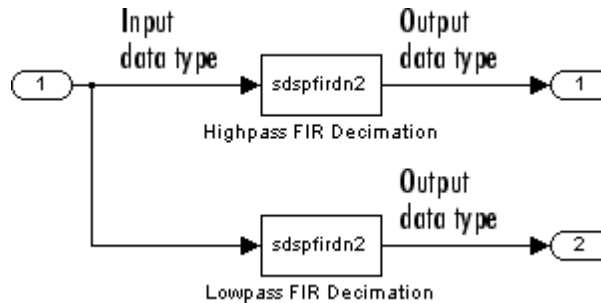 Input
data type
Output
data type
1
sdspfirdn2
1
Highpass FIR Decimation
Output
data type
sdspfirdn2
2
Lowpass FIR Decimation